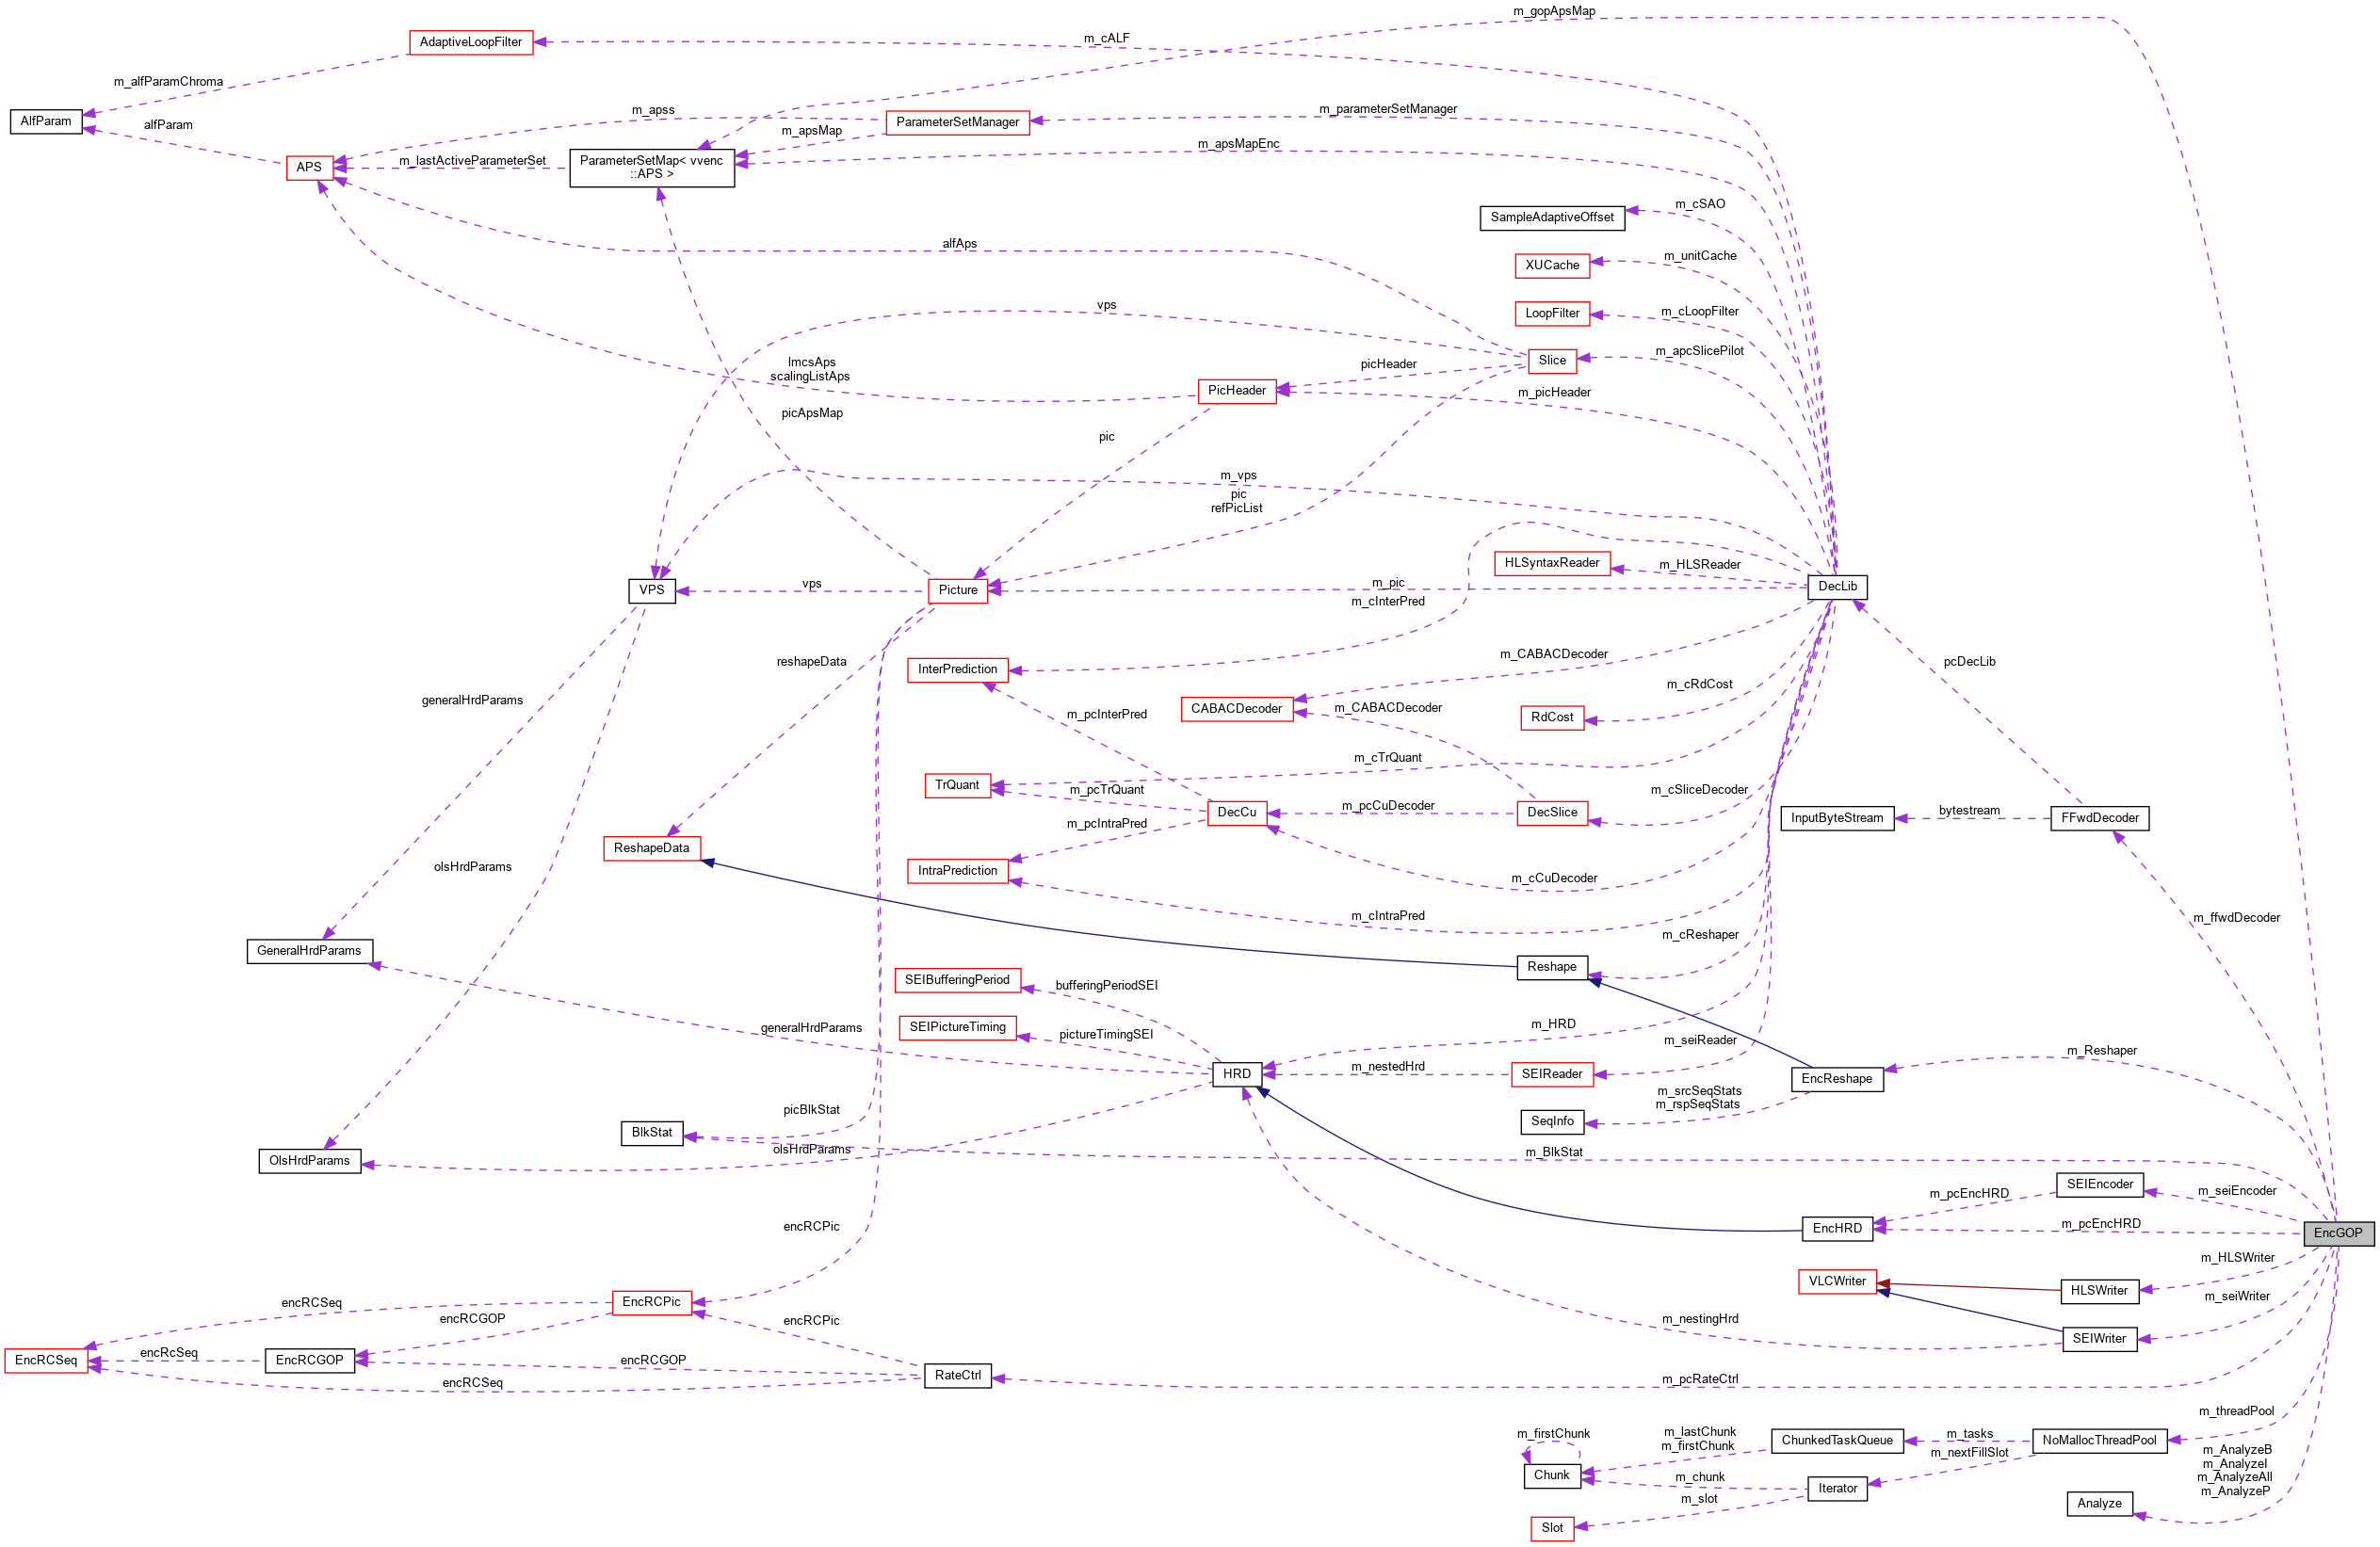 m_gopApsMap
AdaptiveLoopFilter
m_cALF
m_alfParamChroma
m_apss
ParameterSetManager
m_parameterSetManager
AlfParam
alfParam
m_apsMap
m_apsMapEnc
APS
m_lastActiveParameterSet
ParameterSetMap< vvenc
::APS >
m_cSAO
SampleAdaptiveOffset
alfAps
m_unitCache
XUCache
vps
m_cLoopFilter
LoopFilter
m_apcSlicePilot
Slice
lmcsAps
scalingListAps
picHeader
PicHeader
m_picHeader
picApsMap
pic
m_vps
pic
refPicList
HLSyntaxReader
m_HLSReader
VPS
vps
Picture
m_pic
m_cInterPred
DecLib
reshapeData
InterPrediction
m_CABACDecoder
pcDecLib
generalHrdParams
m_cRdCost
m_pcInterPred
CABACDecoder
m_CABACDecoder
RdCost
m_cTrQuant
TrQuant
m_pcTrQuant
m_cSliceDecoder
DecCu
m_pcCuDecoder
DecSlice
InputByteStream
bytestream
FFwdDecoder
m_pcIntraPred
ReshapeData
olsHrdParams
IntraPrediction
m_cCuDecoder
m_cIntraPred
m_ffwdDecoder
m_cReshaper
GeneralHrdParams
Reshape
SEIBufferingPeriod
bufferingPeriodSEI
generalHrdParams
SEIPictureTiming
pictureTimingSEI
m_HRD
m_seiReader
m_Reshaper
HRD
m_nestedHrd
SEIReader
EncReshape
m_srcSeqStats
m_rspSeqStats
picBlkStat
SeqInfo
BlkStat
olsHrdParams
m_BlkStat
OlsHrdParams
SEIEncoder
m_seiEncoder
m_pcEncHRD
encRCPic
EncHRD
m_pcEncHRD
EncGOP
m_HLSWriter
VLCWriter
HLSWriter
m_seiWriter
encRCSeq
EncRCPic
encRCGOP
encRCPic
m_nestingHrd
SEIWriter
EncRCSeq
encRcSeq
EncRCGOP
encRCGOP
RateCtrl
encRCSeq
m_pcRateCtrl
m_threadPool
m_firstChunk
m_lastChunk
m_firstChunk
ChunkedTaskQueue
m_tasks
NoMallocThreadPool
m_nextFillSlot
m_AnalyzeB
m_AnalyzeI
m_AnalyzeAll
m_AnalyzeP
Chunk
m_chunk
Iterator
m_slot
Analyze
Slot